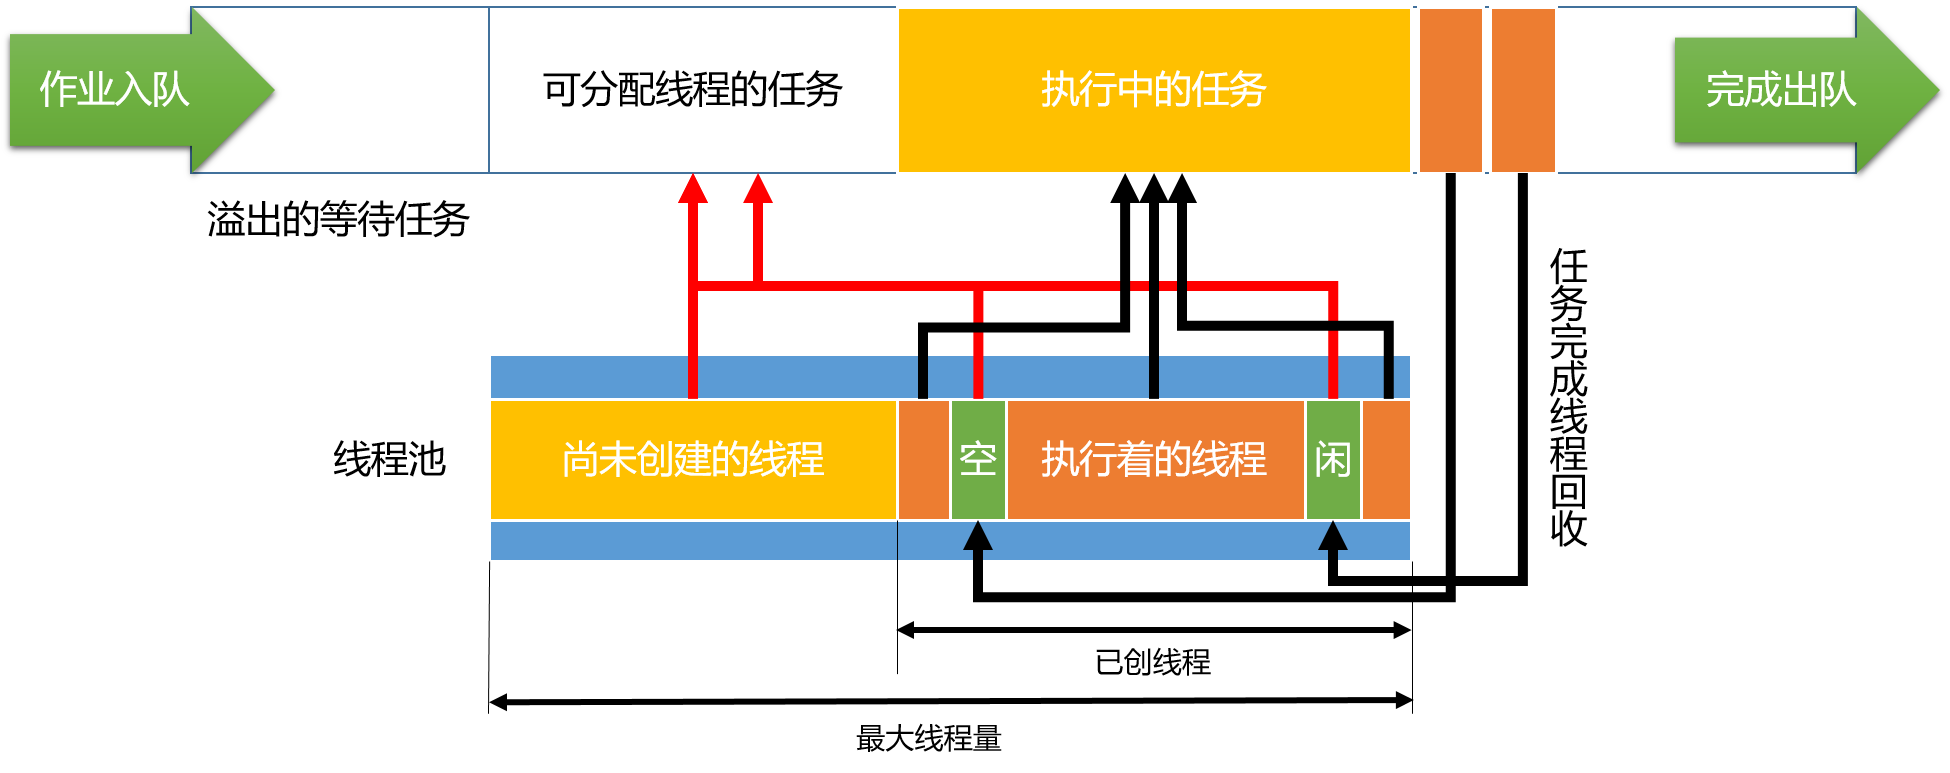 作业入队
可分配线程的任务
执行中的任务
完成出队
溢出的等待任务
任务完成线程回收
线程池
尚未创建的线程
空
执行着的线程
闲
已创线程
最大线程量